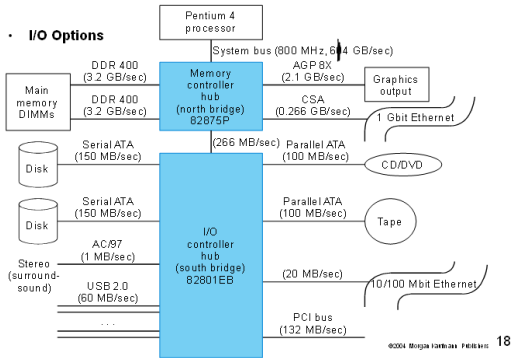 Pentium 4
processor
• I/O Options
System bus (800 MHz, GB/sec)
DDR 400
(3.2 GB/sec)
Main
memory
DIMMs
DDR 400
(3.2 GB/sec)
Memory
controller
hub
(north bridge)
82875P
AGP 8X
(2.1 GB/sec)
Graphics
output
CSA
(0.266 GB/sec)
1 Gbit Ethernet
(266 MB/sec)
Serial ATA
(150 MB/sec)
Disk
Parallel ATA
(100 MB/sec)
CD/DVD
Serial ATA
(150 MB/sec)
Disk
Parallel ATA
(100 MB/sec)
Tape
I/O
controller
hub
(south bridge)
82801EB
AC/97
(1 MB/sec)
Stereo
(surround-
sound)
USB 2.0
(60 MB/sec)
. . .
(20 MB/sec)
10/100 Mbit Ethernet
PCI bus
(132 MB/sec)
©2004 Morgan Kaufmann Publishers
18